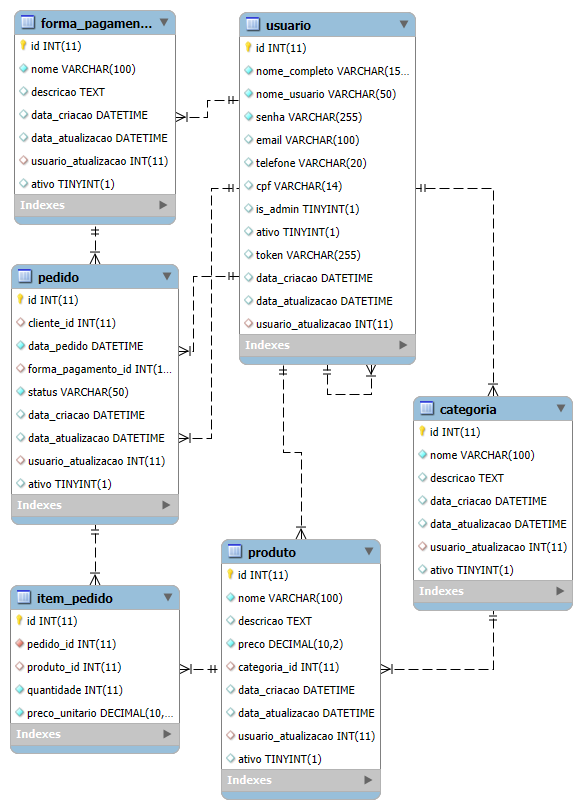 forma_pagamen...
id INT(11)
nome VARCHAR(100)
descricao TEXT
data_criacao DATETIME
data_atualizacao DATETIME
usuario_atualizacao INT(11)
ativo TINYINT(1)
Indexes
usuario
id INT(11)
nome_completo VARCHAR(15...
nome_usuario VARCHAR(50)
senha VARCHAR(255)
email VARCHAR(100)
telefone VARCHAR(20)
cpf VARCHAR(14)
is_admin TINYINT(1)
ativo TINYINT(1)
token VARCHAR(255)
data_criacao DATETIME
data_atualizacao DATETIME
usuario_atualizacao INT(11)
Indexes
pedido
id INT(11)
cliente_id INT(11)
data_pedido DATETIME
forma_pagamento_id INT(1...
status VARCHAR(50)
data_criacao DATETIME
data_atualizacao DATETIME
usuario_atualizacao INT(11)
ativo TINYINT(1)
Indexes
categoria
id INT(11)
nome VARCHAR(100)
descricao TEXT
data_criacao DATETIME
data_atualizacao DATETIME
usuario_atualizacao INT(11)
ativo TINYINT(1)
Indexes
item_pedido
id INT(11)
pedido_id INT(11)
produto_id INT(11)
quantidade INT(11)
preco_unitario DECIMAL(10,...
Indexes
produto
id INT(11)
nome VARCHAR(100)
descricao TEXT
preco DECIMAL(10,2)
categoria_id INT(11)
data_criacao DATETIME
data_atualizacao DATETIME
usuario_atualizacao INT(11)
ativo TINYINT(1)
Indexes